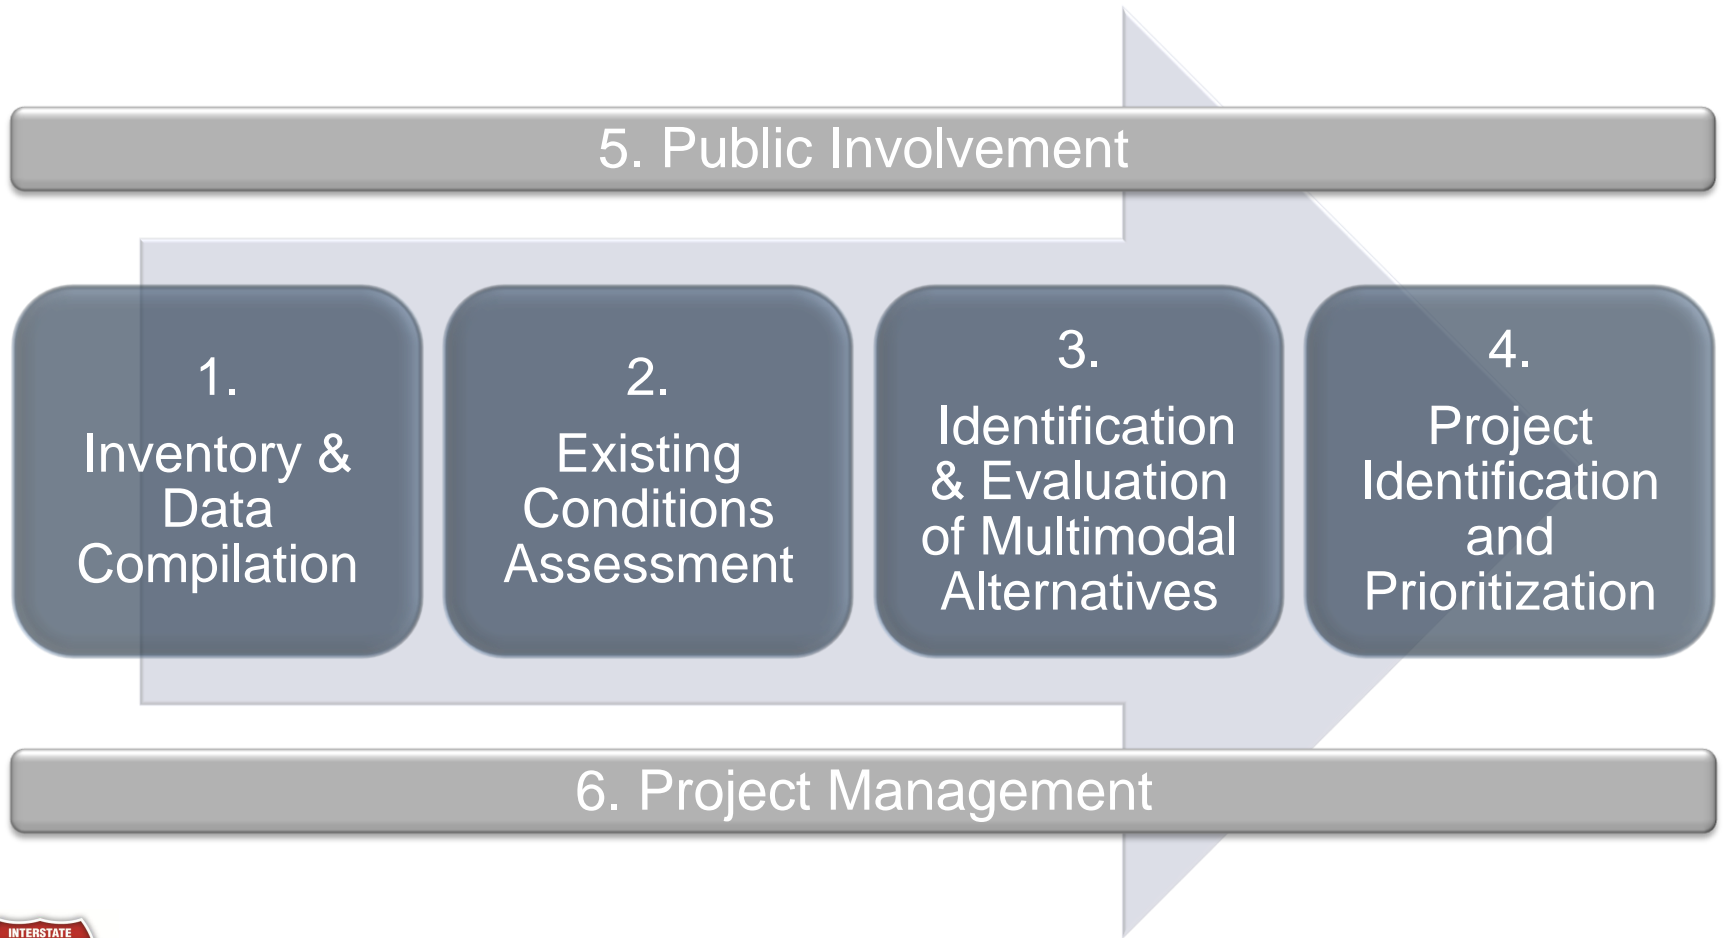 5. Public Involvement
1.
Inventory &
Data
Compilation
2.
Existing
Conditions
Assessment
3.
Identification
& Evaluation
of Multimodal
Alternatives
4.
Project
Identification
and
Prioritization
6. Project Management
INTERSTATE